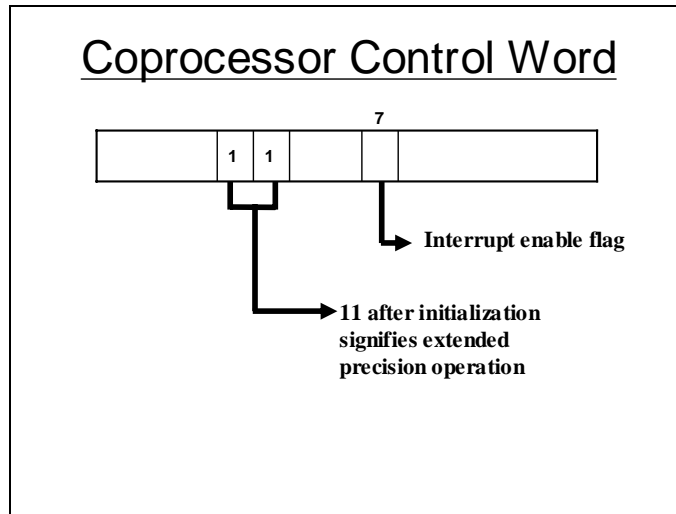 Coprocessor Control Word
7
1 1
Interrupt enable flag
11 after initialization
signifies extended
precision operation